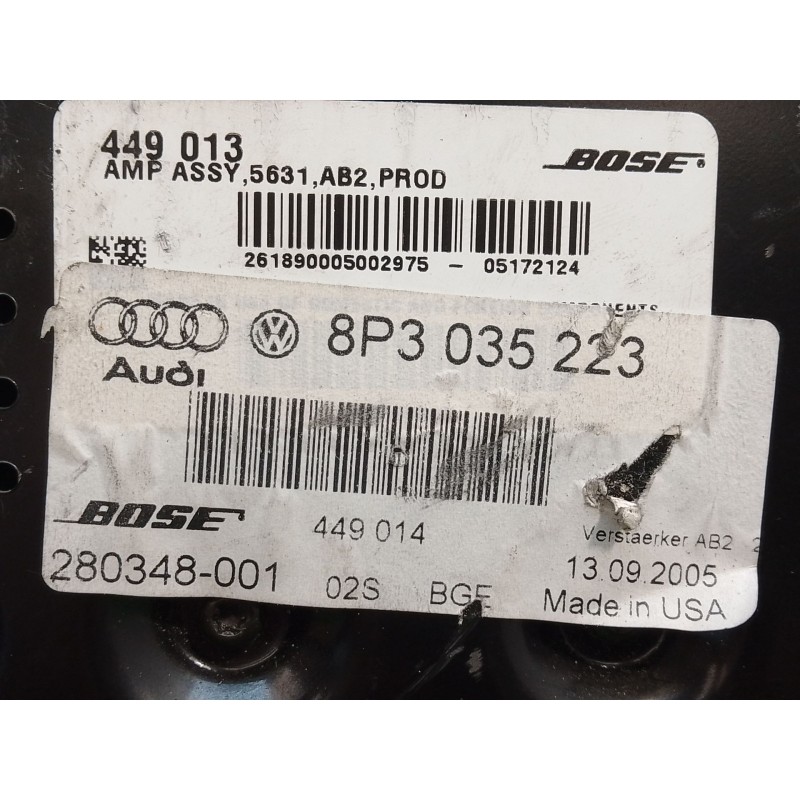 449 013
AMP ASSY,5631,AB2,PROD
BOSE
261890005002975 - 05172124
Audi
8P3 035 223
BOSE
449 014
Verstaerker AB2
280348-001
02S
BGE
13.09.2005
Made in USA